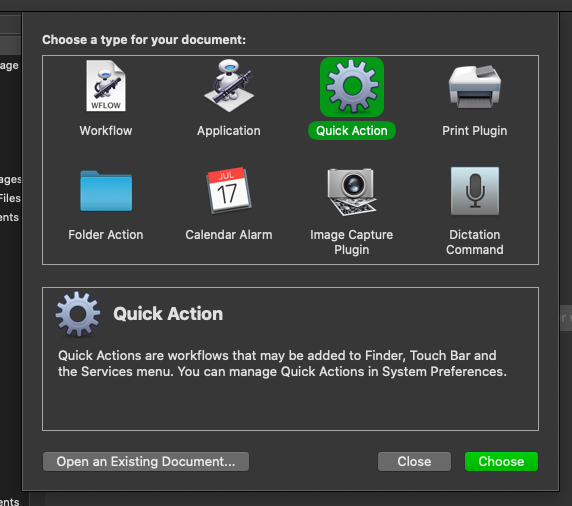 Choose a type for your document:
age
WFLOW
JUL
17
Workflow
Application
Quick Action
Print Plugin
ages
Files
ents
Folder Action
Calendar Alarm
Image Capture
Plugin
Dictation
Command
Quick Action
Quick Actions are workflows that may be added to Finder, Touch Bar and
the Services menu. You can manage Quick Actions in System Preferences.
Open an Existing Document...
Close
Choose
ents